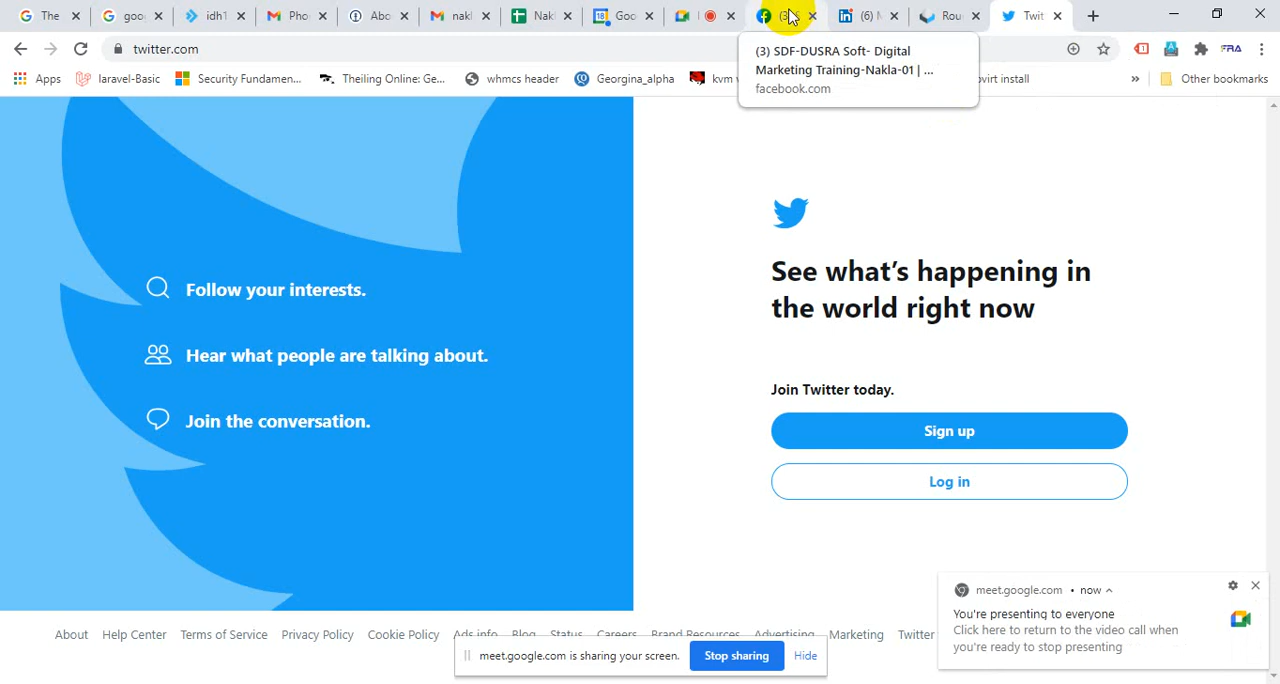 The
goo
idh1
Pho
Abo
nakl
Naki
18
Goo
(3)
(6) M
Rou
Twit
twitter.com
FRA
Apps
laravel-Basic
Security Fundamen...
Theiling Online: Ge...
whmcs header
Georgina_alpha
kvm
ovirt install
»
Other bookmarks
(3) SDF-DUSRA Soft- Digital
Marketing Training-Nakla-01 | ...
facebook.com
Follow your interests.
Hear what people are talking about.
Join the conversation.
See what's happening in
the world right now
Join Twitter today.
Sign up
Log in
meet.google.com • now
You're presenting to everyone
Click here to return to the video call when
you're ready to stop presenting
About Help Center Terms of Service Privacy Policy Cookie Policy Ads info Blog Status Careers Brand Resources Advertising Marketing Twitter
meet.google.com is sharing your screen. Stop sharing Hide